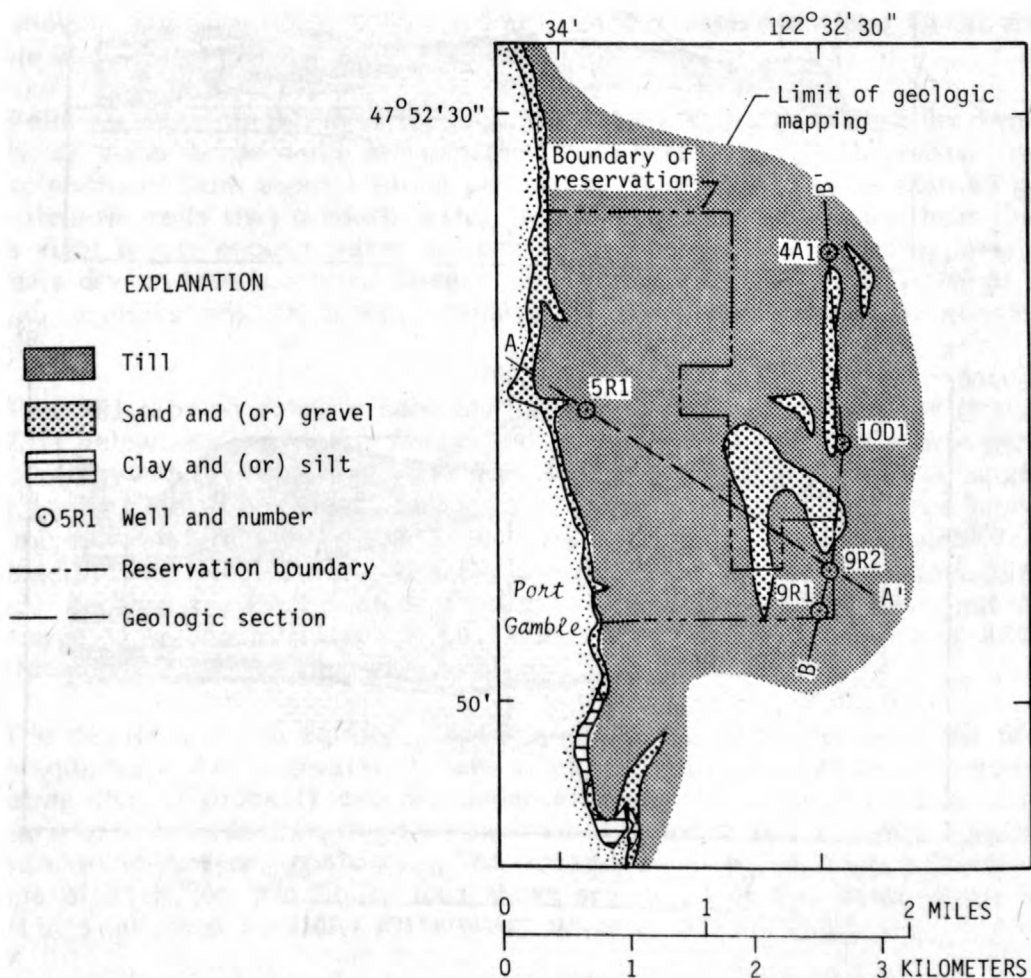 34'
122°32'30"
47°52'30"
Limit of geologic
mapping
Boundary of
reservation
B'
4A1
EXPLANATION
Till
A
5R1
Sand and (or) gravel
10D1
Clay and (or) silt
5R1 Well and number
9R2
Reservation boundary
Port
9R1
A'
Gamble
Geologic section
B
50'
0 1 2 MILES
0 1 2 3 KILOMETERS